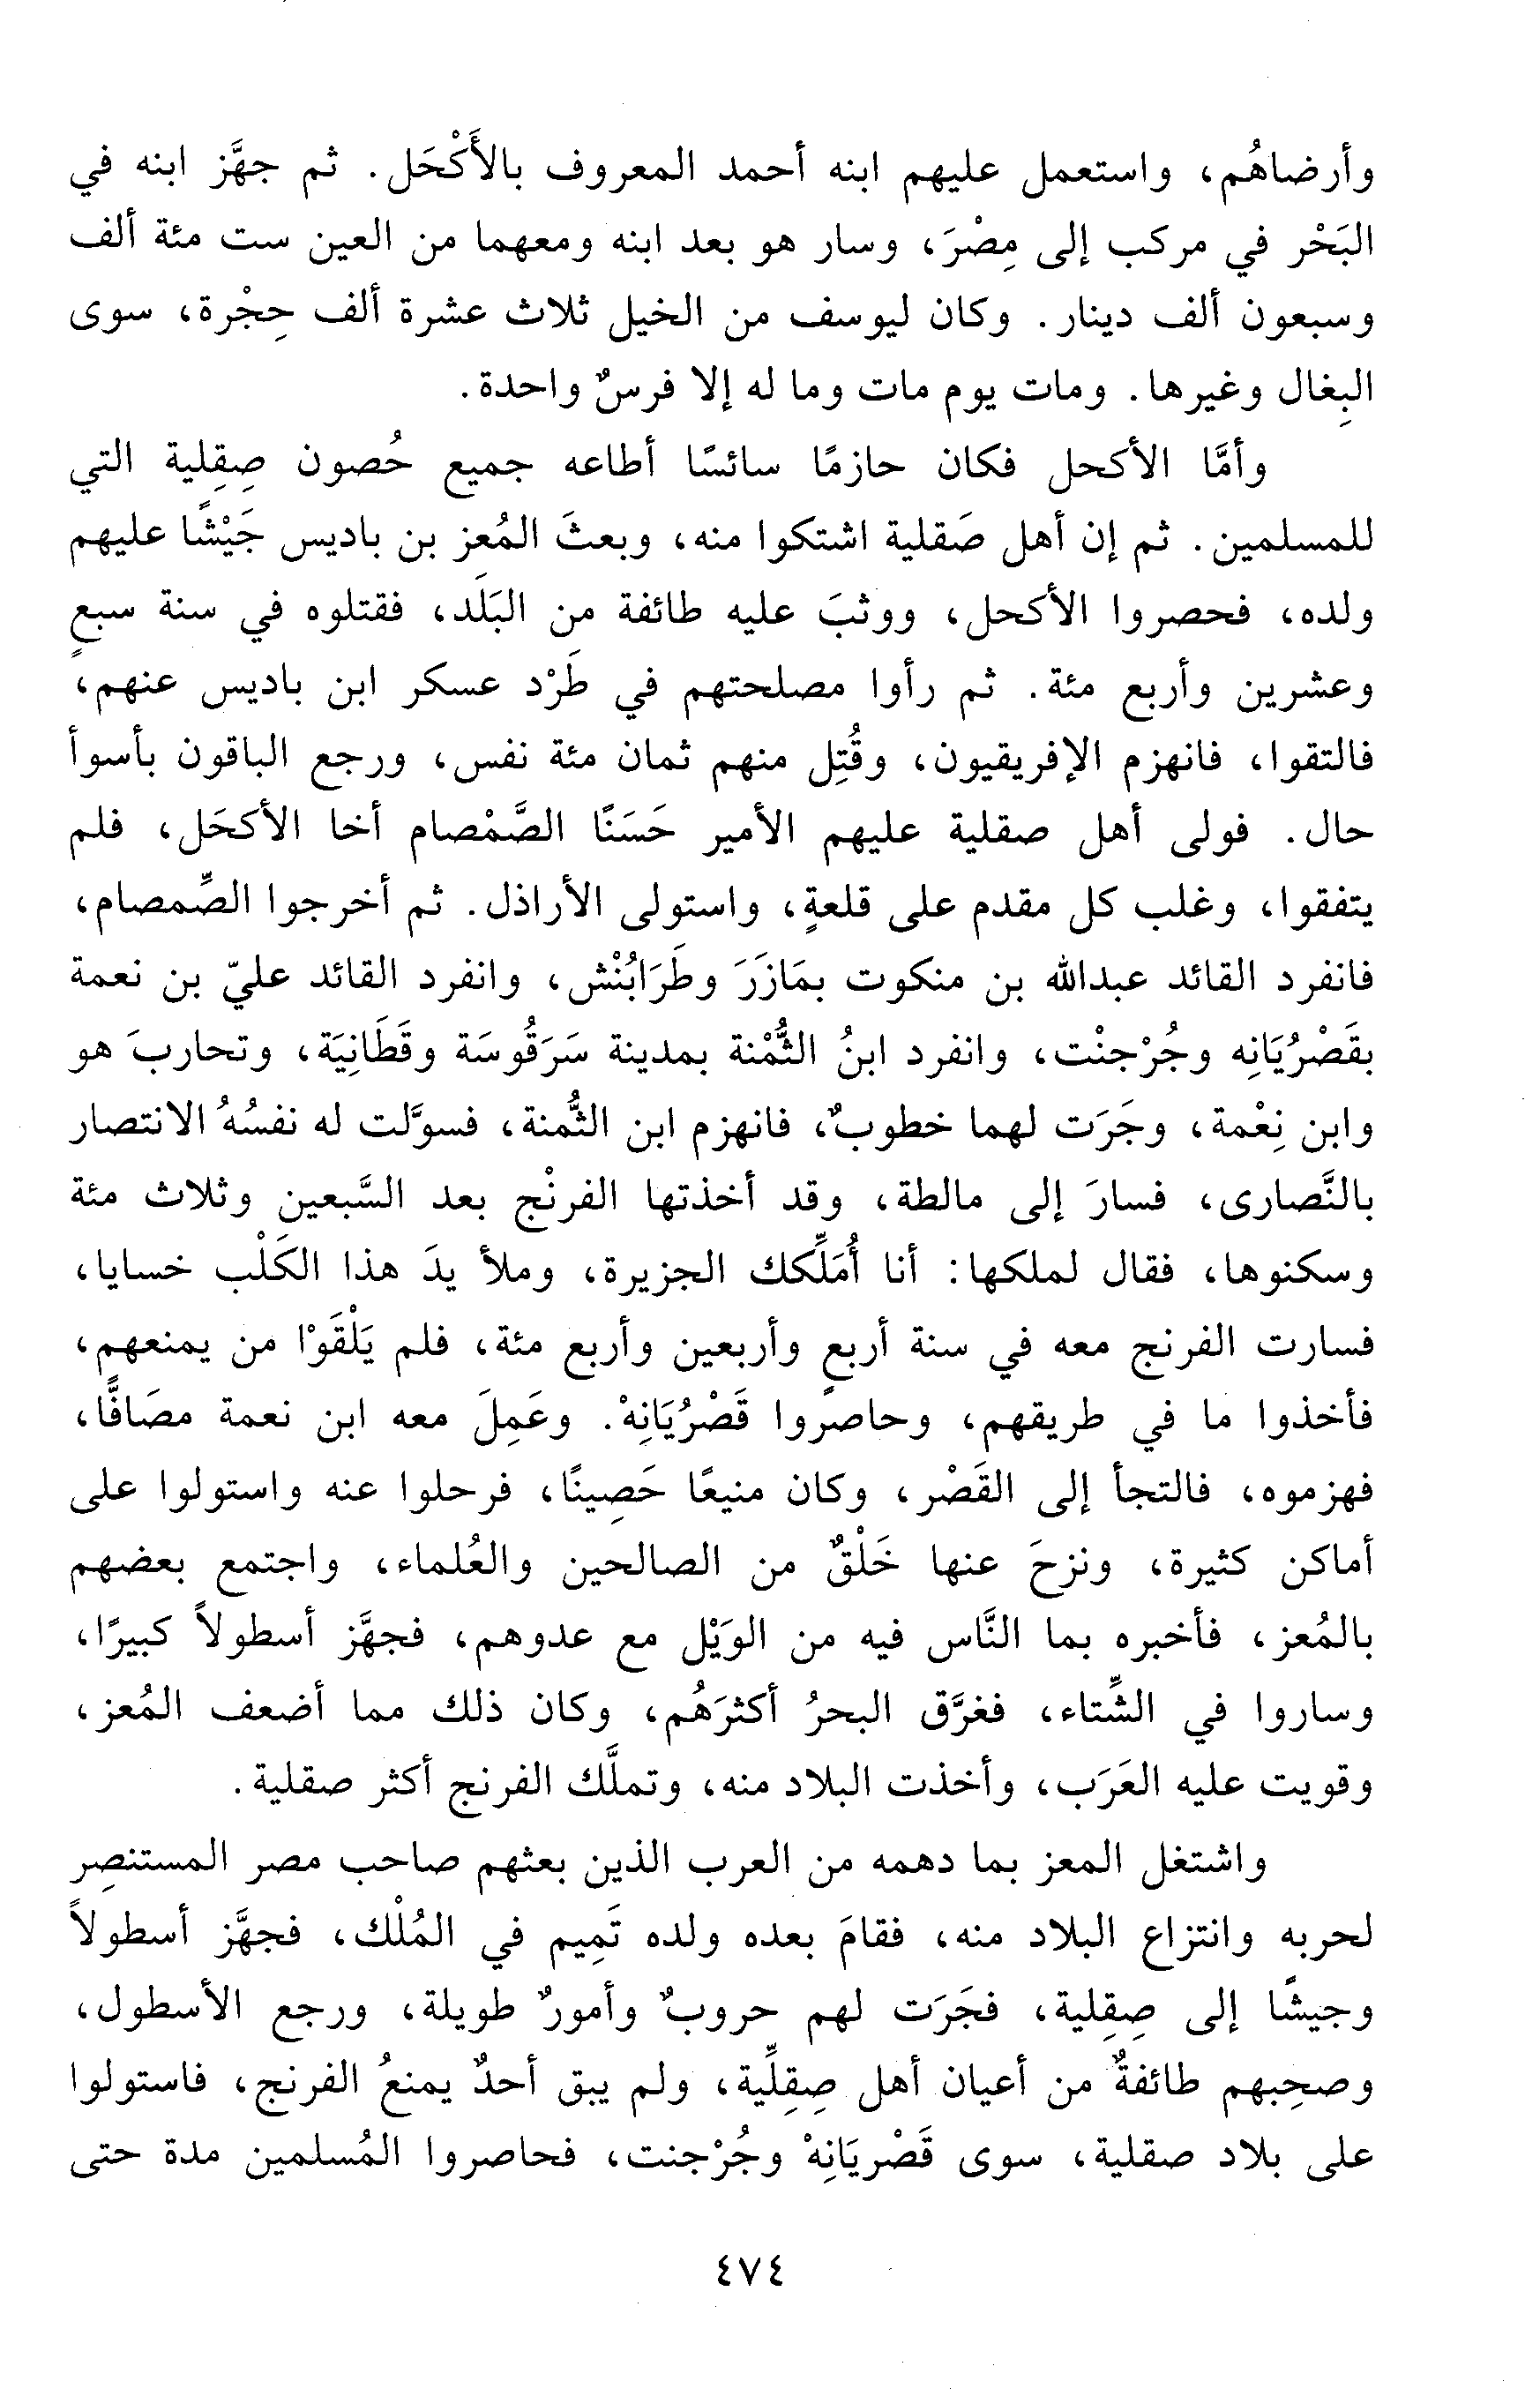 وأرضاهُم، واستعمل عليهم ابنه أحمد المعروف بالأَكْحَل. ثم جهَّز ابنه في
البَحْر في مركب إلى مِصْرَ، وسار هو بعد ابنه ومعهما من العين ست مئة ألف
وسبعون ألف دينار. وكان ليوسف من الخيل ثلاث عشرة ألف حِجْرة، سوى
البِغال وغيرها. ومات يوم مات وما له إلا فرسٌ واحدة.
وأمَّا الأكحل فكان حازمًا سائسًا أطاعه جميع حُصون صِقِلية التي
للمسلمين. ثم إن أهل صَقلية اشتكوا منه، وبعثَ المُعز بن باديس جَيْشًا عليهم
ولده، فحصروا الأكحل، ووثبَ عليه طائفة من البَلَد، فقتلوه في سنة سبعٍ
وعشرين وأربع مئة. ثم رأوا مصلحتهم في طَرْد عسكر ابن باديس عنهم،
فالتقوا، فانهزم الإفريقيون، وقُتِل منهم ثمان مئة نفس، ورجع الباقون بأسوأ
حال. فولى أهل صقلية عليهم الأمير حَسَنًا الصَّمْصام أخا الأكحَل، فلم
يتفقوا، وغلب كل مقدم على قلعةٍ، واستولى الأراذل. ثم أخرجوا الصِّمصام،
فانفرد القائد عبدالله بن منكوت بمَازَرَ وطَرَابُنْش، وانفرد القائد عليّ بن نعمة
بقَصْرُيَانِه وجُرْجنْت، وانفرد ابنُ الثُّمْنة بمدينة سَرَقُوسَة وقَطَانِيَة، وتحاربَ هو
وابن نِعْمة، وجَرَت لهما خطوبٌ، فانهزم ابن الثُّمنة، فسوَّلت له نفسُهُ الانتصار
بالنَّصارى، فسارَ إلى مالطة، وقد أخذتها الفرنْج بعد السَّبعين وثلاث مئة
وسكنوها، فقال لملكها: أنا أُمَلِّكك الجزيرة، وملأ يدَ هذا الكَلْب خسايا،
فسارت الفرنج معه في سنة أربعٍ وأربعين وأربع مئة، فلم يَلْقَوْا من يمنعهم،
فأخذوا ما في طريقهم، وحاصروا قَصْرُيَانِهْ. وعَمِلَ معه ابن نعمة مصَافًّا،
فهزموه، فالتجأ إلى القَصْر، وكان منيعًا حَصِينًا، فرحلوا عنه واستولوا على
أماكن كثيرة، ونزحَ عنها خَلْقٌ من الصالحين والعُلماء، واجتمع بعضهم
بالمُعز، فأخبره بما النَّاس فيه من الوَيْل مع عدوهم، فجهَّز أسطولاً كبيرًا،
وساروا في الشِّتاء، فغرَّق البحرُ أكثرَهُم، وكان ذلك مما أضعف المُعز،
وقويت عليه العَرَب، وأخذت البلاد منه، وتملَّك الفرنج أكثر صقلية.
واشتغل المعز بما دهمه من العرب الذين بعثهم صاحب مصر المستنصِر
لحربه وانتزاع البلاد منه، فقامَ بعده ولده تَمِيم في المُلْك، فجهَّز أسطولاً
وجيشًا إلى صِقِلية، فجَرَت لهم حروبٌ وأمورٌ طويلة، ورجع الأسطول،
وصحِبهم طائفةٌ من أعيان أهل صِقِلِّية، ولم يبق أحدٌ يمنعُ الفرنج، فاستولوا
على بلاد صقلية، سوى قَصْريَانِهْ وجُرْجنت، فحاصروا المُسلمين مدة حتى
٤٧٤